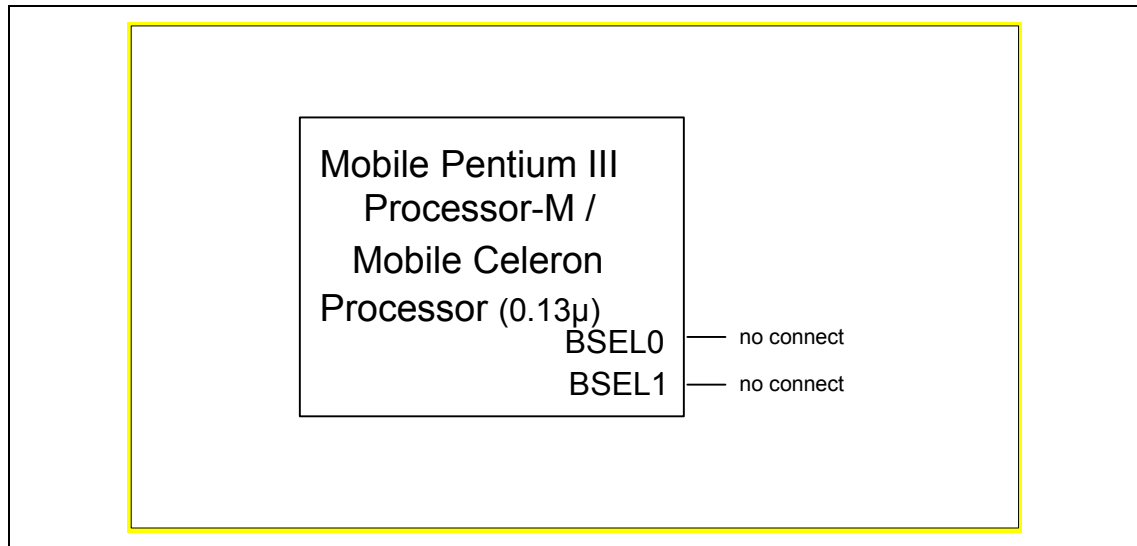 Mobile Pentium III
Processor-M /
Mobile Celeron
Processor (0.13μ)
BSEL0
no connect
BSEL1
no connect